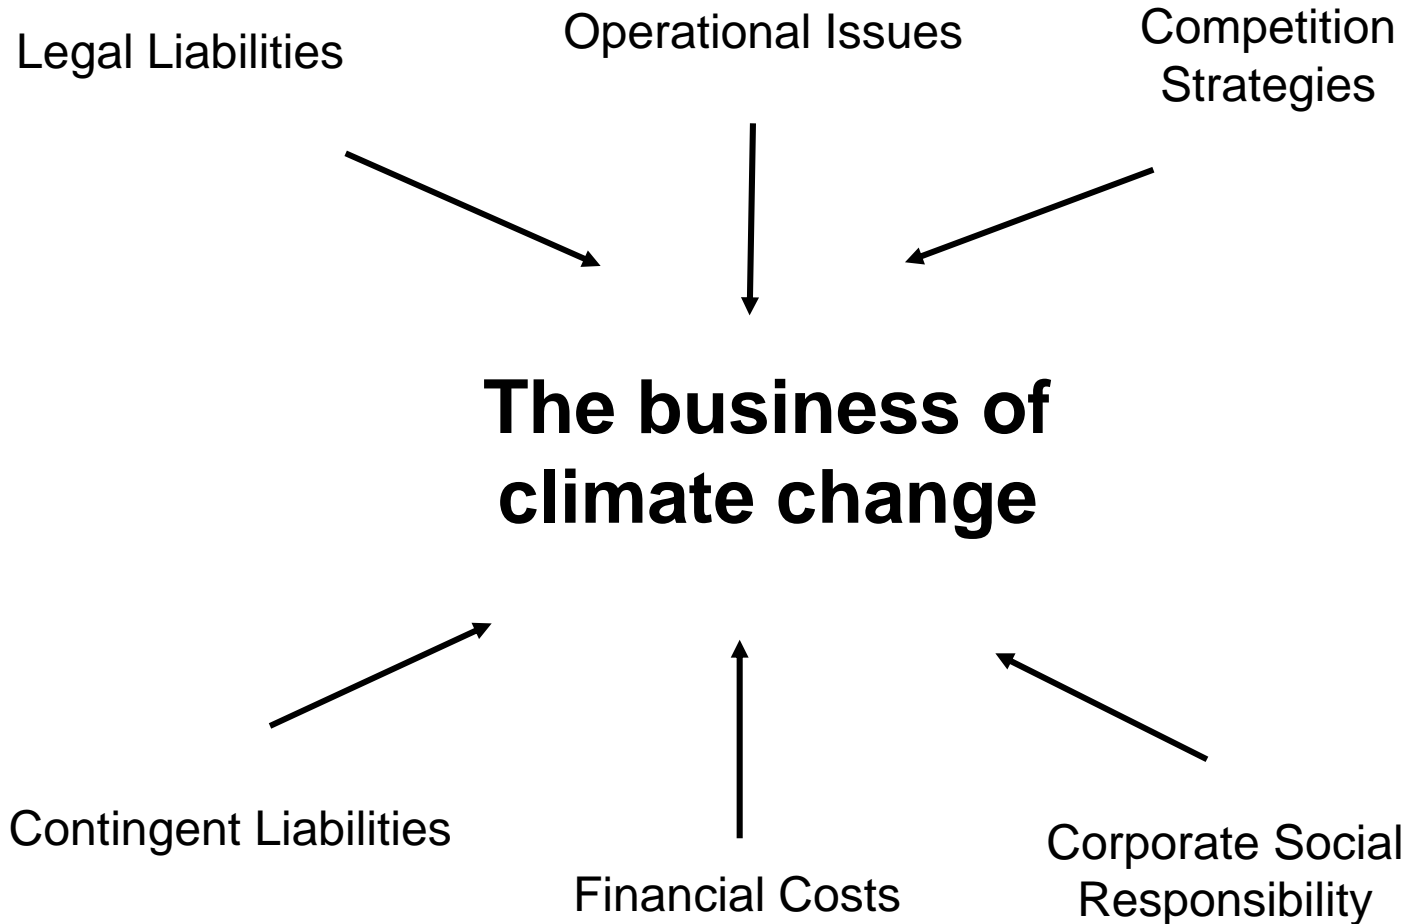 Legal Liabilities
Operational Issues
Competition
Strategies
The business of
climate change
Contingent Liabilities
Financial Costs
Corporate Social
Responsibility